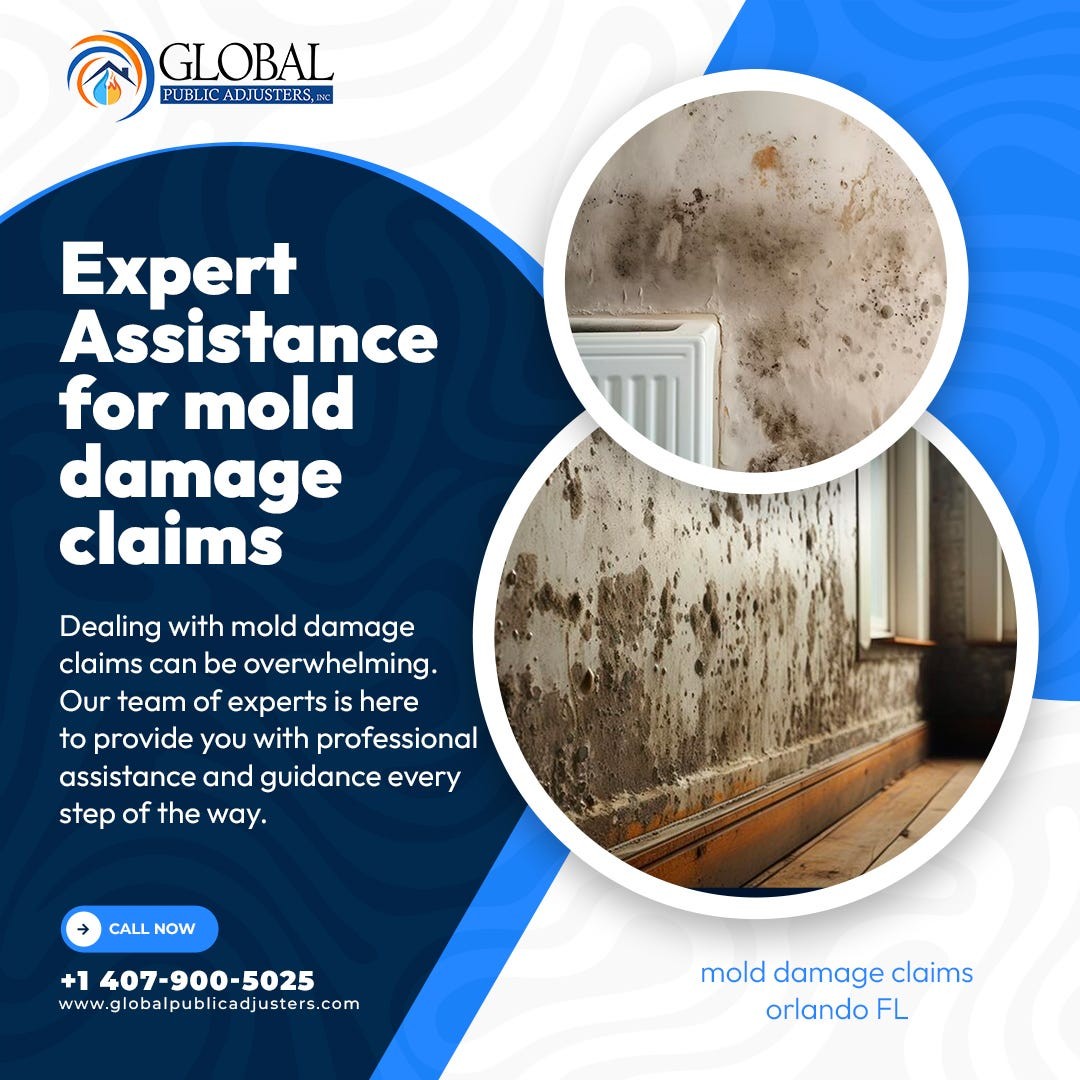 GLOBAL
PUBLIC ADJUSTERS, INC
Expert
Assistance
for mold
damage
claims
Dealing with mold damage
claims can be overwhelming.
Our team of experts is here
to provide you with professional
assistance and guidance every
step of the way.
CALL NOW
+1 407-900-5025
www.globalpublicadjusters.com
mold damage claims
orlando FL